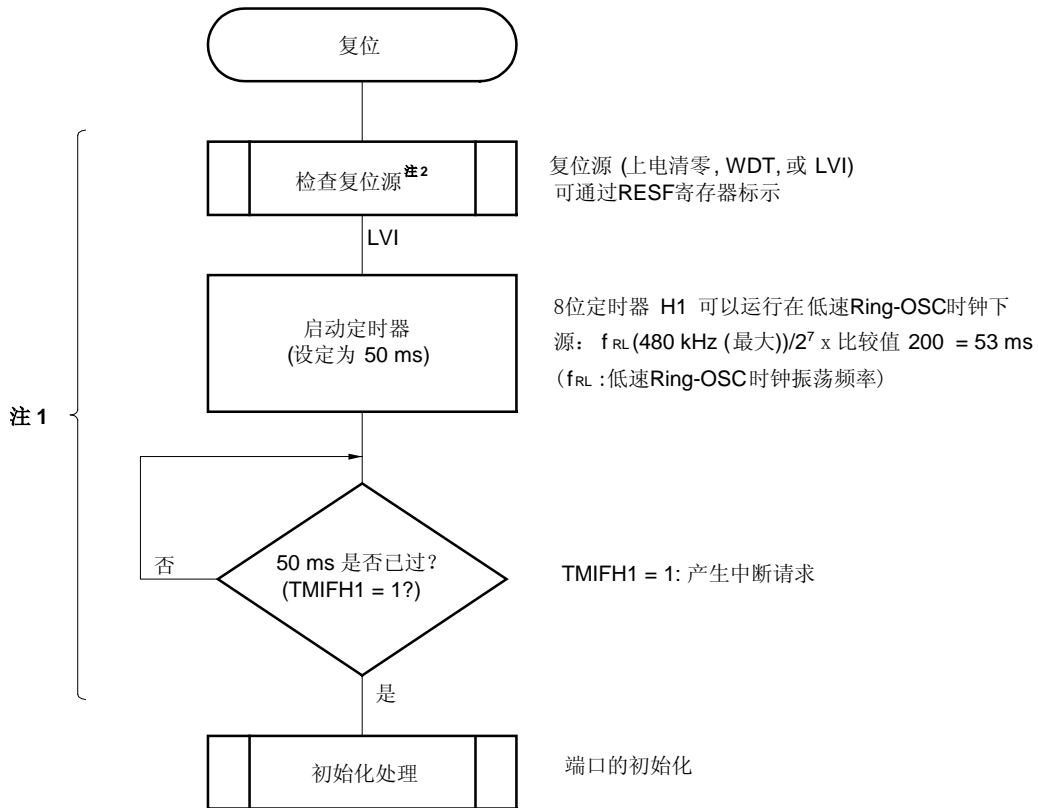 复位
检查复位源注2
复位源 (上电清零, WDT, 或 LVI)
可通过RESF寄存器标示
LVI
启动定时器
(设定为 50 ms)
8位定时器 H1 可以运行在低速Ring-OSC时钟下
源: fRL(480 kHz (最大))/2⁷ x 比较值 200 = 53 ms
(fRL :低速Ring-OSC时钟振荡频率)
注 1
50 ms 是否已过?
(TMIFH1 = 1?)
否
TMIFH1 = 1: 产生中断请求
是
初始化处理
端口的初始化